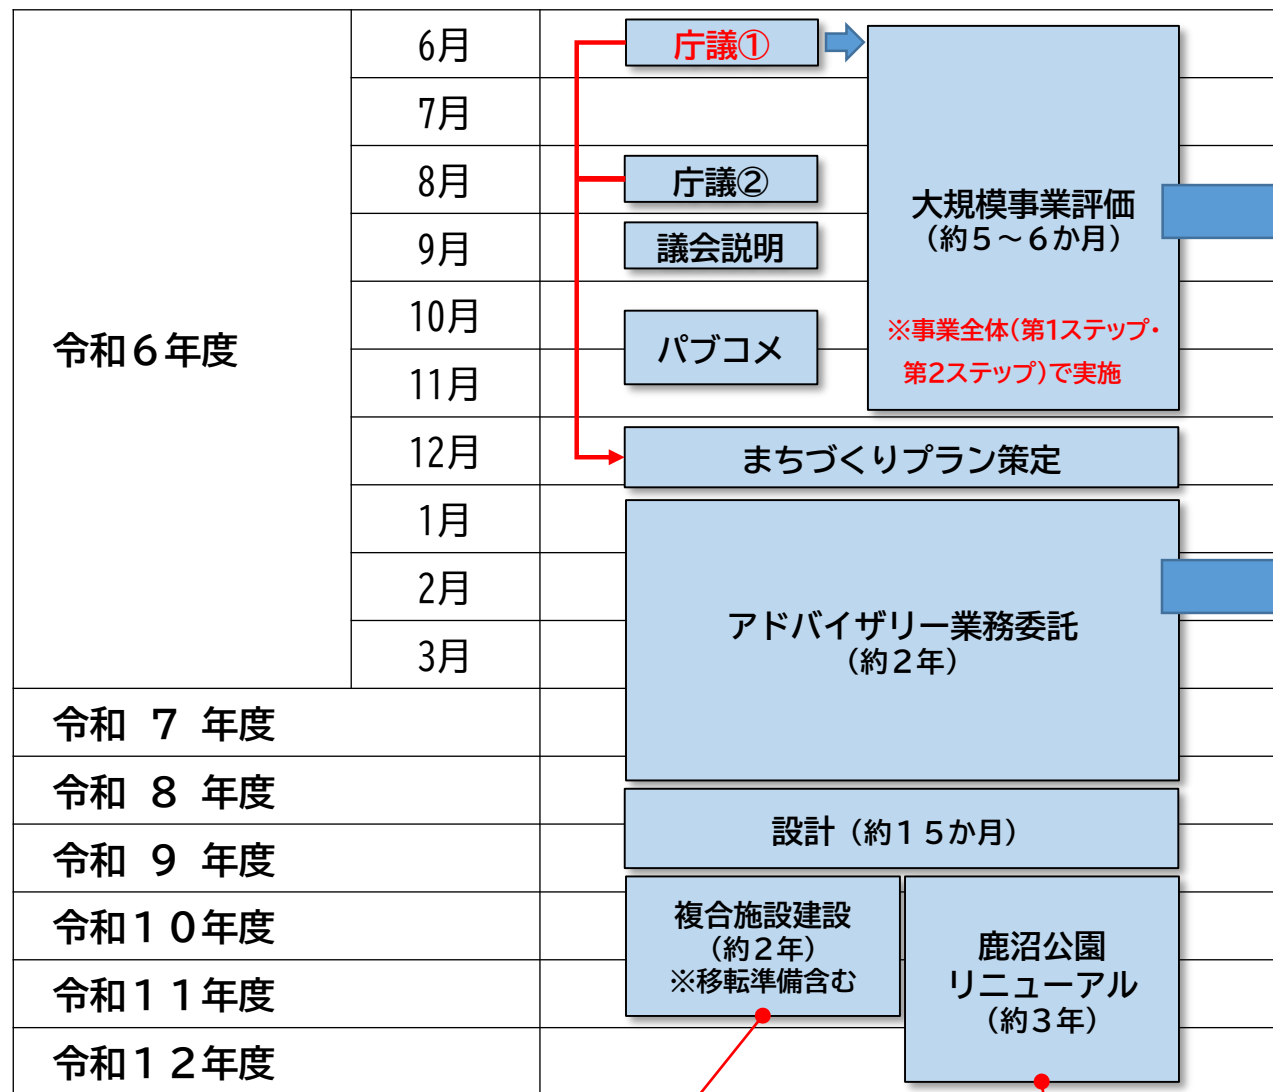 令和６年度
6月
庁議①
7月
8月
庁議②
9月
議会説明
10月
パブコメ
11月
大規模事業評価
（約５～６か月）
※事業全体（第1ステップ・
第2ステップ）で実施
12月
まちづくりプラン策定
1月
2月
3月
アドバイザリー業務委託
（約２年）
令和 ７ 年度
令和 ８ 年度
設計（約１５か月）
令和 ９ 年度
令和１０年度
複合施設建設
（約２年）
※移転準備含む
鹿沼公園
リニューアル
（約３年）
令和１１年度
令和１２年度